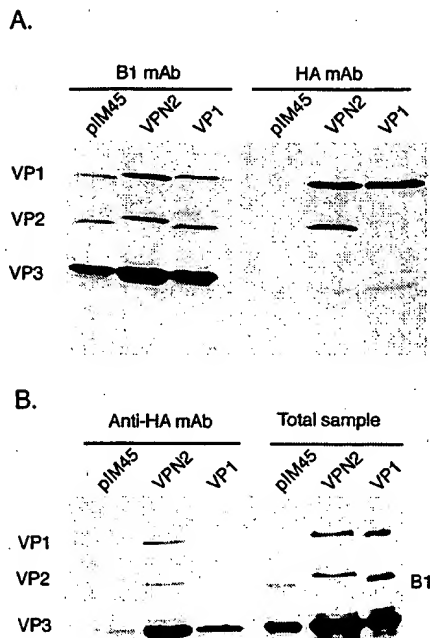 A.
B1 mAb HA mAb
pIM45 VPN2 VP1 pIM45 VPN2 VP1
VP1
VP2
VP3
B.
Anti-HA mAb Total sample
pIM45 VPN2 VP1 pIM45 VPN2 VP1
VP1
VP2 B1
VP3